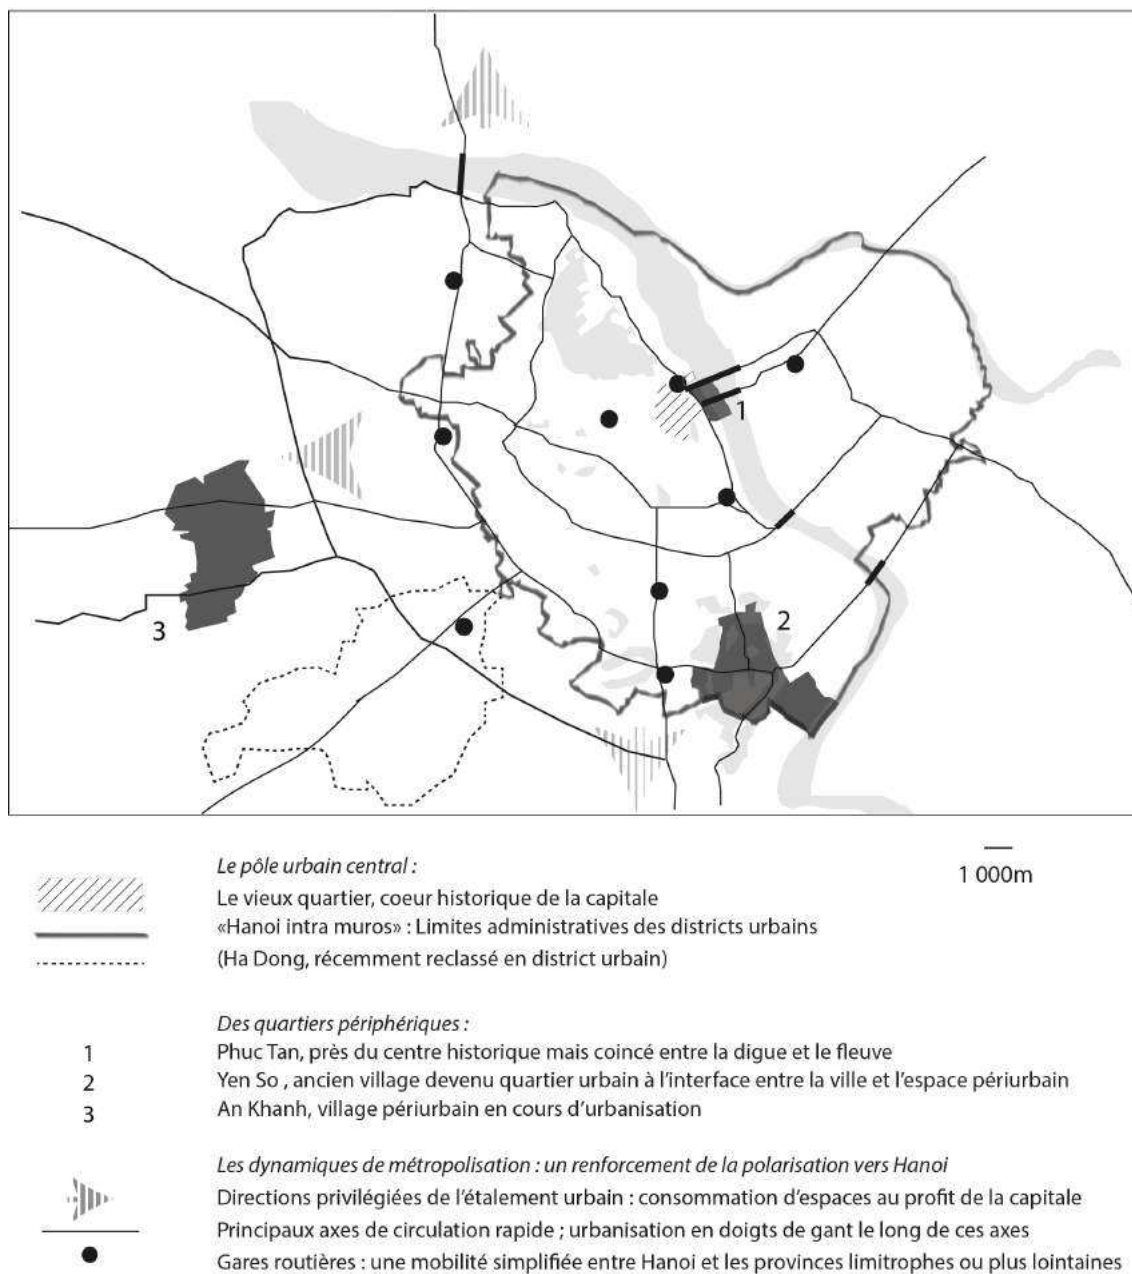 1
2
3
1 000m
Le pôle urbain central :
Le vieux quartier, coeur historique de la capitale
«Hanoi intra muros» : Limites administratives des districts urbains
(Ha Dong, récemment reclassé en district urbain)
Des quartiers périphériques :
1 Phuc Tan, près du centre historique mais coincé entre la digue et le fleuve
2 Yen So , ancien village devenu quartier urbain à l'interface entre la ville et l'espace périurbain
3 An Khanh, village périurbain en cours d'urbanisation
Les dynamiques de métropolisation : un renforcement de la polarisation vers Hanoi
Directions privilégiées de l'étalement urbain : consommation d'espaces au profit de la capitale
Principaux axes de circulation rapide ; urbanisation en doigts de gant le long de ces axes
Gares routières : une mobilité simplifiée entre Hanoi et les provinces limitrophes ou plus lointaines